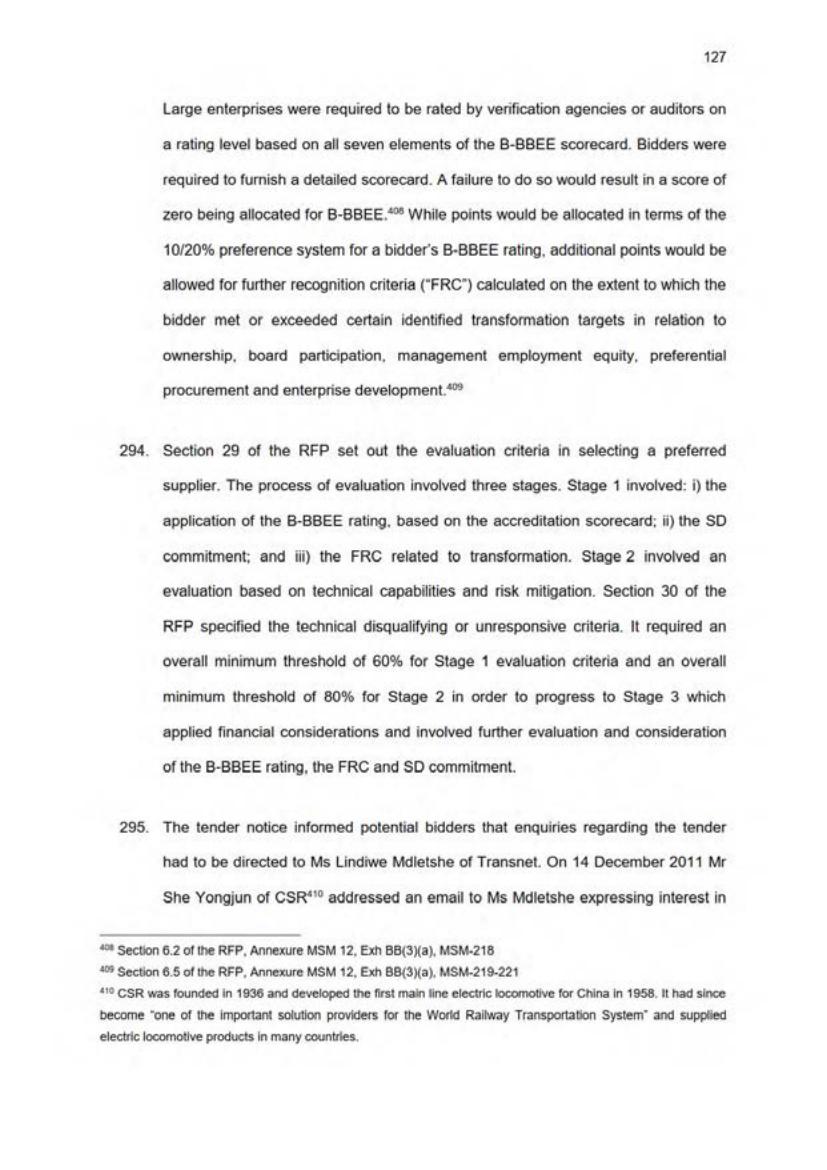 127
Large enterprises were required to be rated by verification agencies or auditors on
a rating level based on all seven elements of the B-BBEE scorecard. Bidders were
required to furnish a detailed scorecard. A failure to do so would result in a score of
zero being allocated for B-BBEE.⁴⁰⁸ While points would be allocated in terms of the
10/20% preference system for a bidder's B-BBEE rating, additional points would be
allowed for further recognition criteria ("FRC") calculated on the extent to which the
bidder met or exceeded certain identified transformation targets in relation to
ownership, board participation, management employment equity, preferential
procurement and enterprise development.⁴⁰⁹
294. Section 29 of the RFP set out the evaluation criteria in selecting a preferred
supplier. The process of evaluation involved three stages. Stage 1 involved: i) the
application of the B-BBEE rating, based on the accreditation scorecard; ii) the SD
commitment; and iii) the FRC related to transformation. Stage 2 involved an
evaluation based on technical capabilities and risk mitigation. Section 30 of the
RFP specified the technical disqualifying or unresponsive criteria. It required an
overall minimum threshold of 60% for Stage 1 evaluation criteria and an overall
minimum threshold of 80% for Stage 2 in order to progress to Stage 3 which
applied financial considerations and involved further evaluation and consideration
of the B-BBEE rating, the FRC and SD commitment.
295. The tender notice informed potential bidders that enquiries regarding the tender
had to be directed to Ms Lindiwe Mdletshe of Transnet. On 14 December 2011 Mr
She Yongjun of CSR⁴¹⁰ addressed an email to Ms Mdletshe expressing interest in
⁴⁰⁸ Section 6.2 of the RFP, Annexure MSM 12, Exh BB(3)(a), MSM-218
⁴⁰⁹ Section 6.5 of the RFP, Annexure MSM 12, Exh BB(3)(a), MSM-219-221
⁴¹⁰ CSR was founded in 1936 and developed the first main line electric locomotive for China in 1958. It had since
become "one of the important solution providers for the World Railway Transportation System" and supplied
electric locomotive products in many countries.